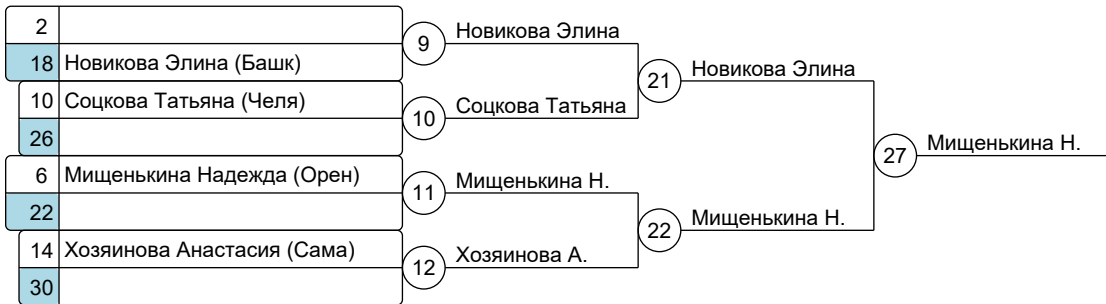 2
18 Новикова Элина (Башк)
10 Соцкова Татьяна (Челя)
26
6 Мищенькина Надежда (Орен)
22
14 Хозяинова Анастасия (Сама)
30
9 Новикова Элина
10 Соцкова Татьяна
11 Мищенькина Н.
12 Хозяинова А.
21 Новикова Элина
22 Мищенькина Н.
27 Мищенькина Н.